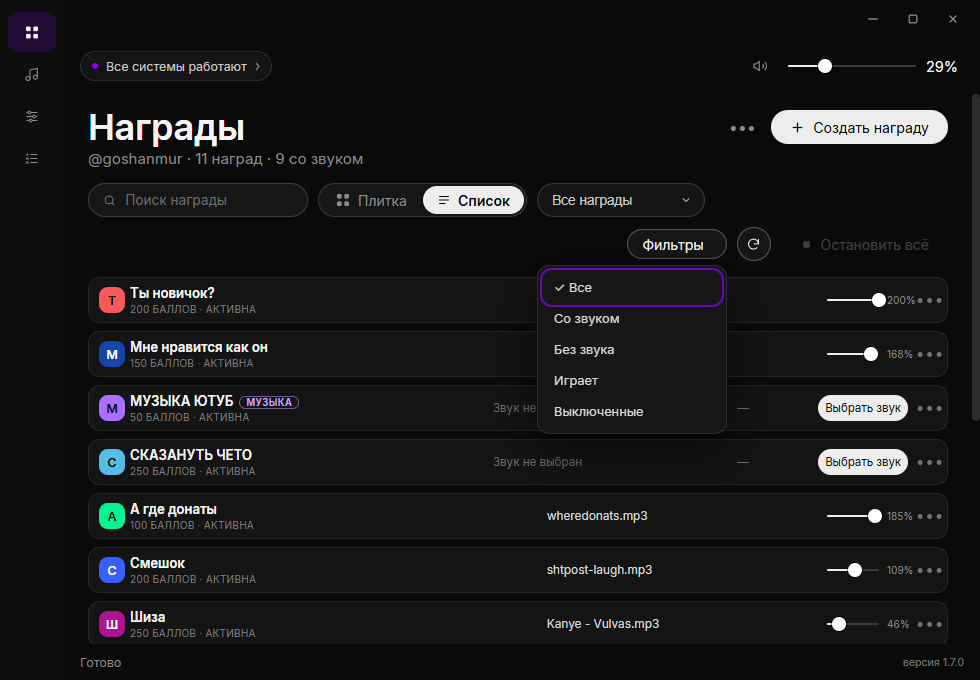 Все системы работают
29%
Награды
Создать награду
@goshanmur · 11 наград · 9 со звуком
Поиск награды
Плитка
Список
Все награды
Фильтры
Остановить всё
Все
Со звуком
Без звука
Играет
Выключенные
Т
Ты новичок?
200 БАЛЛОВ · АКТИВНА
200%
М
Мне нравится как он
150 БАЛЛОВ · АКТИВНА
168%
М
МУЗЫКА ЮТУБ
МУЗЫКА
50 БАЛЛОВ · АКТИВНА
Звук не
—
Выбрать звук
С
СКАЗАНУТЬ ЧЕТО
250 БАЛЛОВ · АКТИВНА
Звук не выбран
—
Выбрать звук
А
А где донаты
100 БАЛЛОВ · АКТИВНА
wheredonats.mp3
185%
С
Смешок
200 БАЛЛОВ · АКТИВНА
shtpost-laugh.mp3
109%
Ш
Шиза
250 БАЛЛОВ · АКТИВНА
Kanye - Vulvas.mp3
46%
Готово
версия 1.7.0